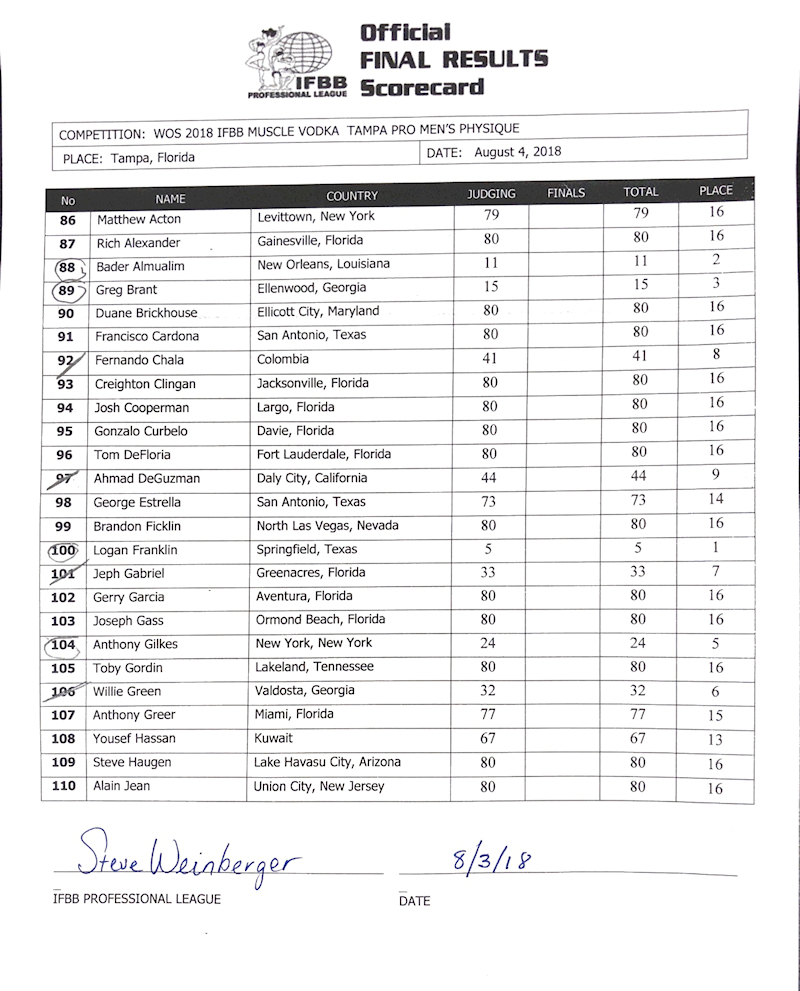 Official
FINAL RESULTS
Scorecard
IFBB
PROFESSIONAL LEAGUE
COMPETITION: WOS 2018 IFBB MUSCLE VODKA TAMPA PRO MEN'S PHYSIQUE
PLACE: Tampa, Florida DATE: August 4, 2018
No NAME COUNTRY JUDGING FINALS TOTAL PLACE
86 Matthew Acton Levittown, New York 79 79 16
87 Rich Alexander Gainesville, Florida 80 80 16
88 Bader Almualim New Orleans, Louisiana 11 11 2
89 Greg Brant Ellenwood, Georgia 15 15 3
90 Duane Brickhouse Ellicott City, Maryland 80 80 16
91 Francisco Cardona San Antonio, Texas 80 80 16
92 Fernando Chala Colombia 41 41 8
93 Creighton Clingan Jacksonville, Florida 80 80 16
94 Josh Cooperman Largo, Florida 80 80 16
95 Gonzalo Curbelo Davie, Florida 80 80 16
96 Tom DeFloria Fort Lauderdale, Florida 80 80 16
97 Ahmad DeGuzman Daly City, California 44 44 9
98 George Estrella San Antonio, Texas 73 73 14
99 Brandon Ficklin North Las Vegas, Nevada 80 80 16
100 Logan Franklin Springfield, Texas 5 5 1
101 Jeph Gabriel Greenacres, Florida 33 33 7
102 Gerry Garcia Aventura, Florida 80 80 16
103 Joseph Gass Ormond Beach, Florida 80 80 16
104 Anthony Gilkes New York, New York 24 24 5
105 Toby Gordin Lakeland, Tennessee 80 80 16
106 Willie Green Valdosta, Georgia 32 32 6
107 Anthony Greer Miami, Florida 77 77 15
108 Yousef Hassan Kuwait 67 67 13
109 Steve Haugen Lake Havasu City, Arizona 80 80 16
110 Alain Jean Union City, New Jersey 80 80 16
Steve Weinberger 8/3/18
IFBB PROFESSIONAL LEAGUE DATE